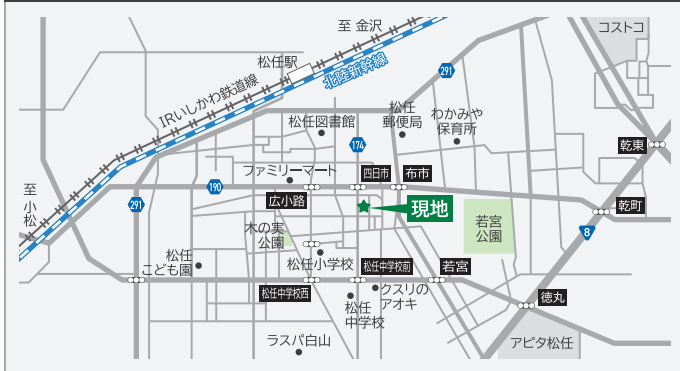 至 金沢
コストコ
松任駅
北陸新幹線
291
IRいしかわ鉄道線
松任図書館
松任
郵便局
わかみや
保育所
174
乾東
ファミリーマート
四日市
布市
至
小松
190
広小路
291
現地
乾町
若宮
公園
8
木の実
公園
松任
こども園
松任小学校
松任中学校前
若宮
松任中学校西
クスリの
アオキ
徳丸
松任
中学校
ラスパ白山
アピタ松任